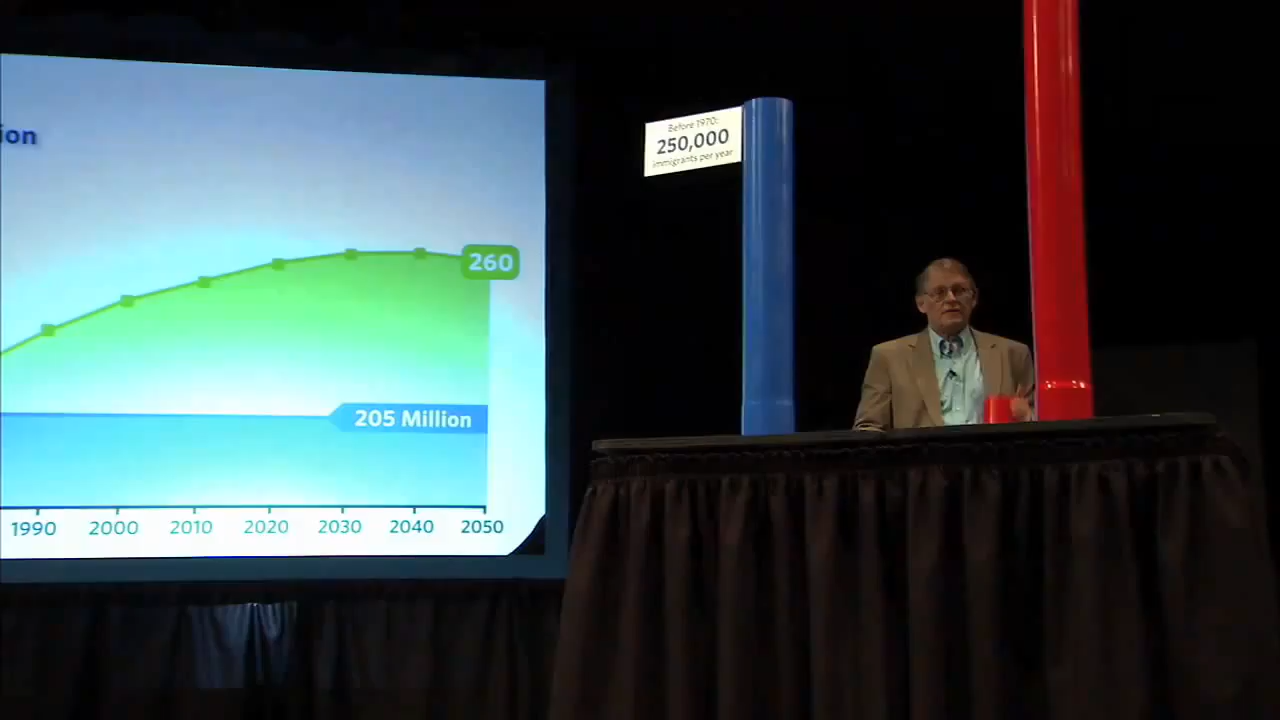 ion
Before 1970:
250,000
immigrants per year
260
205 Million
1990 2000 2010 2020 2030 2040 2050